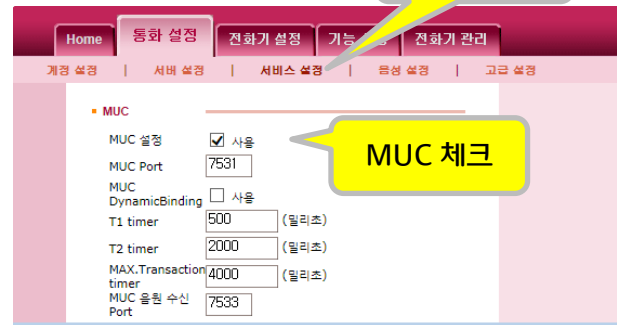 Home 통화 설정 전화기 설정 기능 전화기 관리
계정 설정 | 서버 설정 | 서비스 설정 | 음성 설정 | 고급 설정
MUC
MUC 설정 사용
MUC 체크
MUC Port 7531
MUC
DynamicBinding 사용
T1 timer 500 (밀리초)
T2 timer 2000 (밀리초)
MAX.Transaction 4000 (밀리초)
timer
MUC 음원 수신 7533
Port